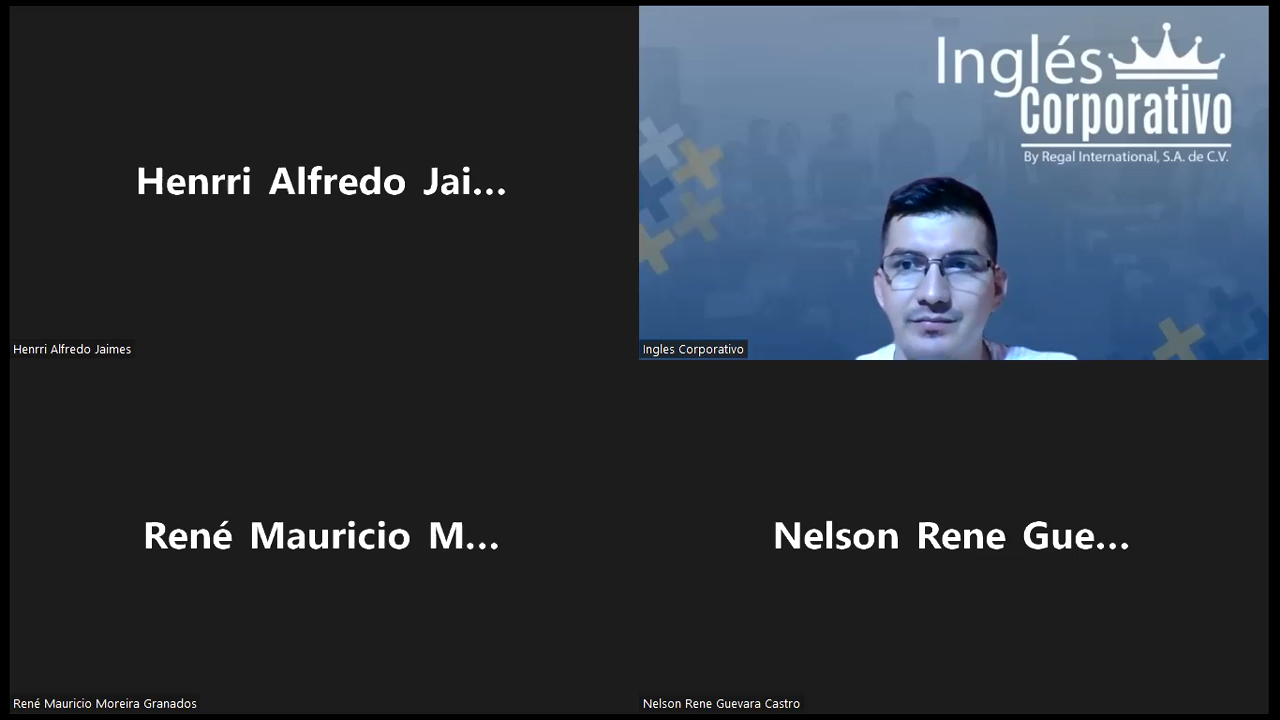 Henrri Alfredo Jai...
Henrri Alfredo Jaimes
Inglés
Corporativo
By Regal International, S.A. de C.V.
Ingles Corporativo
René Mauricio M...
René Mauricio Moreira Granados
Nelson Rene Gue...
Nelson Rene Guevara Castro